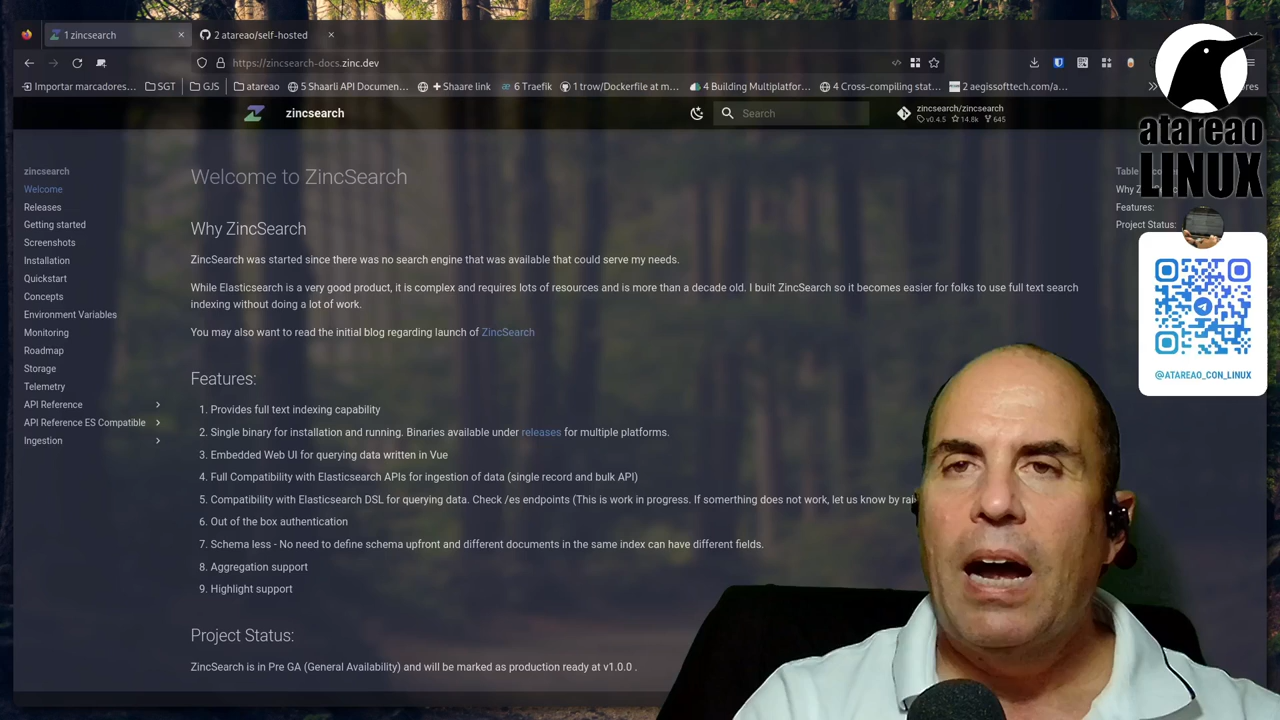 1 zincsearch
2 atareao/self-hosted
https://zincsearch-docs.zinc.dev
Importar marcadores…
SGT
GJS
atareao
5 Shaarli API Documen…
✚ Shaare link
6 Traefik
1 trow/Dockerfile at m…
4 Building Multiplatfor…
4 Cross-compiling stat…
2 aegissofttech.com/a…
zincsearch
Search
zincsearch/zincsearch
v0.4.5 14.8k 645
atareao
LINUX
zincsearch
Welcome
Releases
Getting started
Screenshots
Installation
Quickstart
Concepts
Environment Variables
Monitoring
Roadmap
Storage
Telemetry
API Reference
API Reference ES Compatible
Ingestion
Welcome to ZincSearch
Why ZincSearch
ZincSearch was started since there was no search engine that was available that could serve my needs.
While Elasticsearch is a very good product, it is complex and requires lots of resources and is more than a decade old. I built ZincSearch so it becomes easier for folks to use full text search
indexing without doing a lot of work.
You may also want to read the initial blog regarding launch of ZincSearch
Features:
1. Provides full text indexing capability
2. Single binary for installation and running. Binaries available under releases for multiple platforms.
3. Embedded Web UI for querying data written in Vue
4. Full Compatibility with Elasticsearch APIs for ingestion of data (single record and bulk API)
5. Compatibility with Elasticsearch DSL for querying data. Check /es endpoints (This is work in progress. If somerthing does not work, let us know by rai
6. Out of the box authentication
7. Schema less - No need to define schema upfront and different documents in the same index can have different fields.
8. Aggregation support
9. Highlight support
Project Status:
ZincSearch is in Pre GA (General Availability) and will be marked as production ready at v1.0.0 .
Table
Why
Features:
Project Status:
@ATAREAO_CON_LINUX